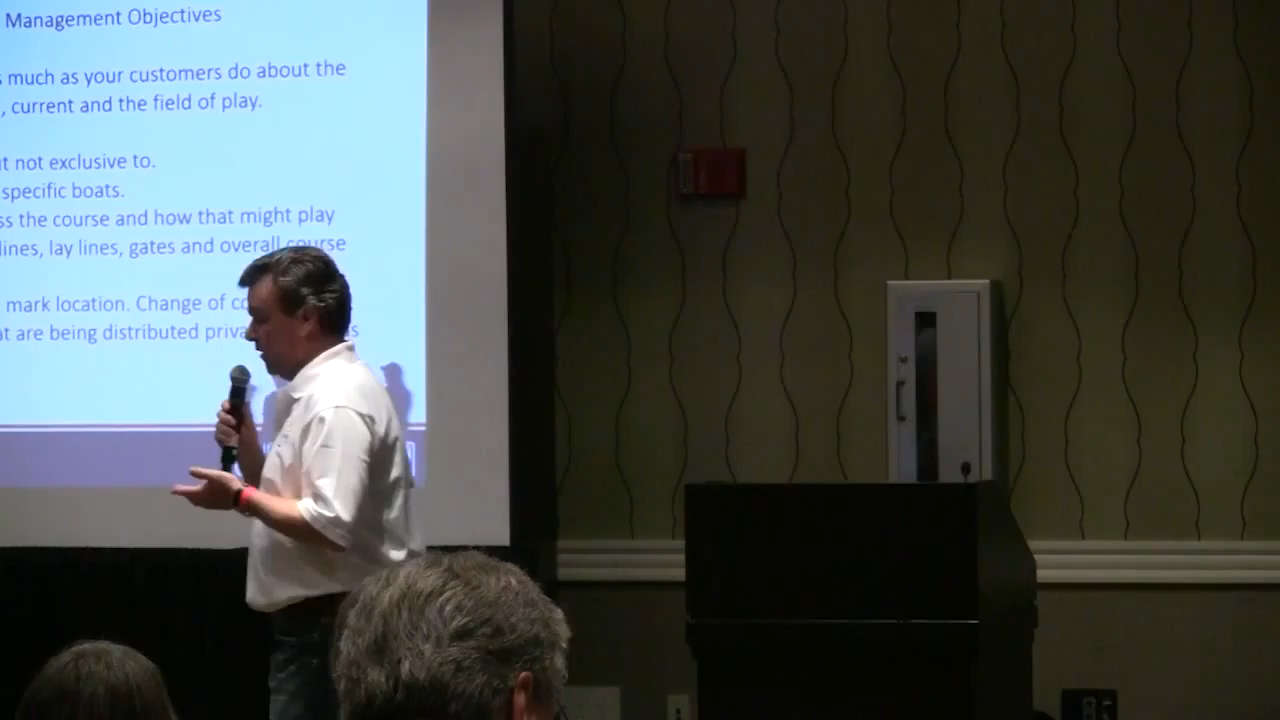 Management Objectives
much as your customers do about the
, current and the field of play.
not exclusive to.
specific boats.
the course and how that might play
lines, lay lines, gates and overall course
mark location. Change of
are being distributed